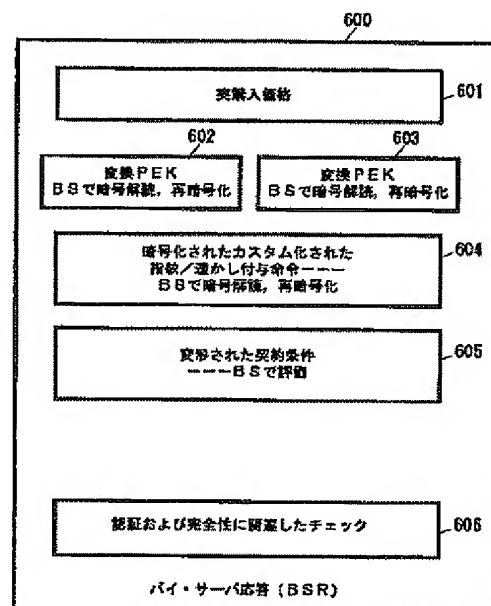 600
実購入価格
601
602
603
変換PEK
BSで暗号解読，再暗号化
変換PEK
BSで暗号解読，再暗号化
暗号化されたカスタム化された
指紋／透かし付与命令―――
BSで暗号解読，再暗号化
604
変形された契約条件
―――BSで評価
605
認証および完全性に関連したチェック
606
バイ・サーバ応答（BSR）